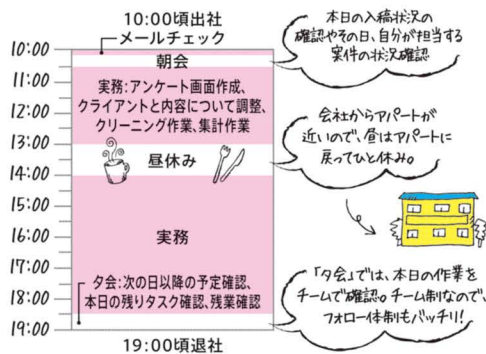 10:00頃出社
メールチェック
10:00
朝会
11:00
実務:アンケート画面作成、
クライアントと内容について調整、
12:00
クリーニング作業、集計作業
13:00
昼休み
14:00
15:00
16:00
実務
17:00
夕会:次の日以降の予定確認、
18:00
本日の残りタスク確認、残業確認
19:00
19:00頃退社
本日の入稿状況の
確認やその日、自分が担当する
案件の状況確認
会社からアパートが
近いので、昼はアパートに
戻ってひと休み。
「夕会」では、本日の作業を
チームで確認。チーム制なので、
フォロー体制もバッチリ!